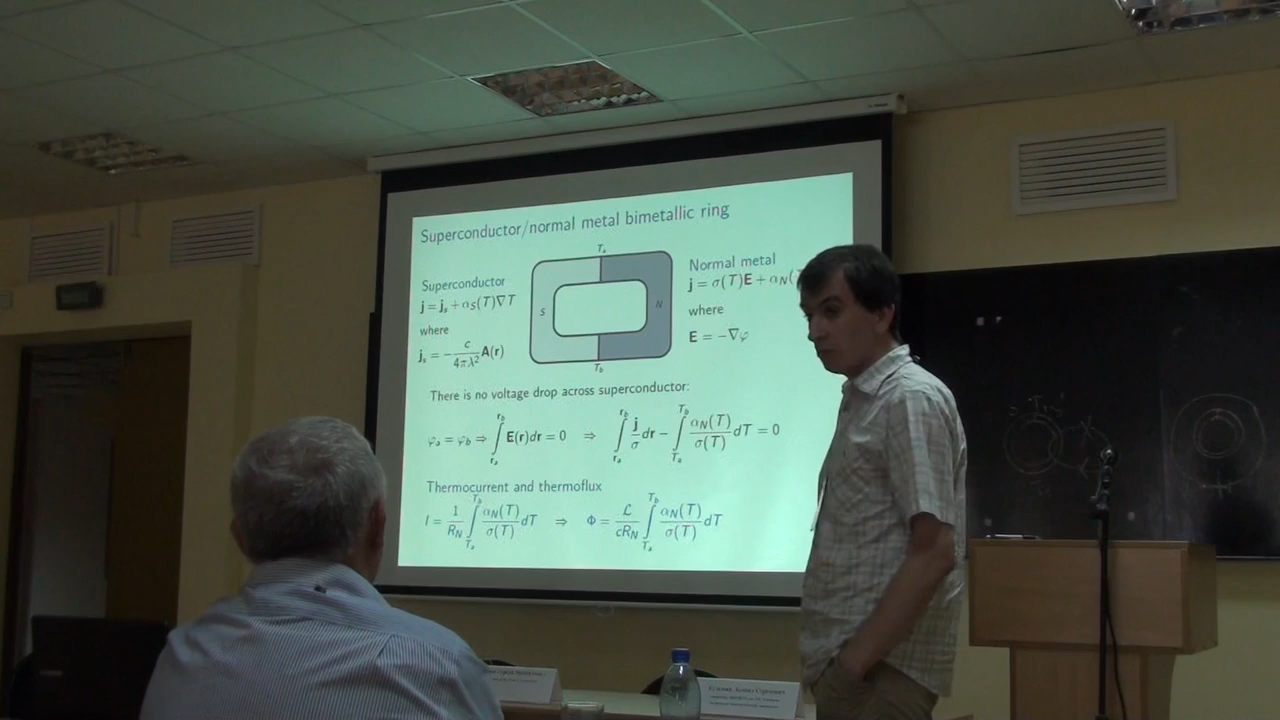 Superconductor/normal metal bimetallic ring
Superconductor
j = j_s + α_S(T)∇T
where
j_s = −c/(4πλ²) A(r)
T_a
S
N
T_b
Normal metal
j = σ(T)E + α_N(
where
E = −∇φ
There is no voltage drop across superconductor:
φ_a = φ_b ⇒ ∫_{r_a}^{r_b} E(r)dr = 0 ⇒ ∫_{r_a}^{r_b} j/σ dr − ∫_{T_a}^{T_b} α_N(T)/σ(T) dT = 0
Thermocurrent and thermoflux
I = 1/R_N ∫_{T_a}^{T_b} α_N(T)/σ(T) dT ⇒ Φ = ℒ/(cR_N) ∫_{T_a}^{T_b} α_N(T)/σ(T) dT